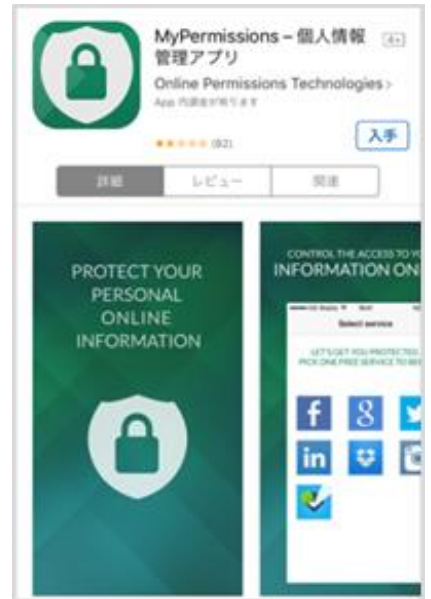 MyPermissions – 個人情報
管理アプリ
4+
Online Permissions Technologies >
App 内課金が有ります
(82)
入手
詳細
レビュー
関連
PROTECT YOUR
PERSONAL
ONLINE
INFORMATION
CONTROL THE ACCESS TO YO
INFORMATION ON
Select service
LET'S GET YOU PROTECTED.
PICK ONE FREE SERVICE TO BE
f
8
in